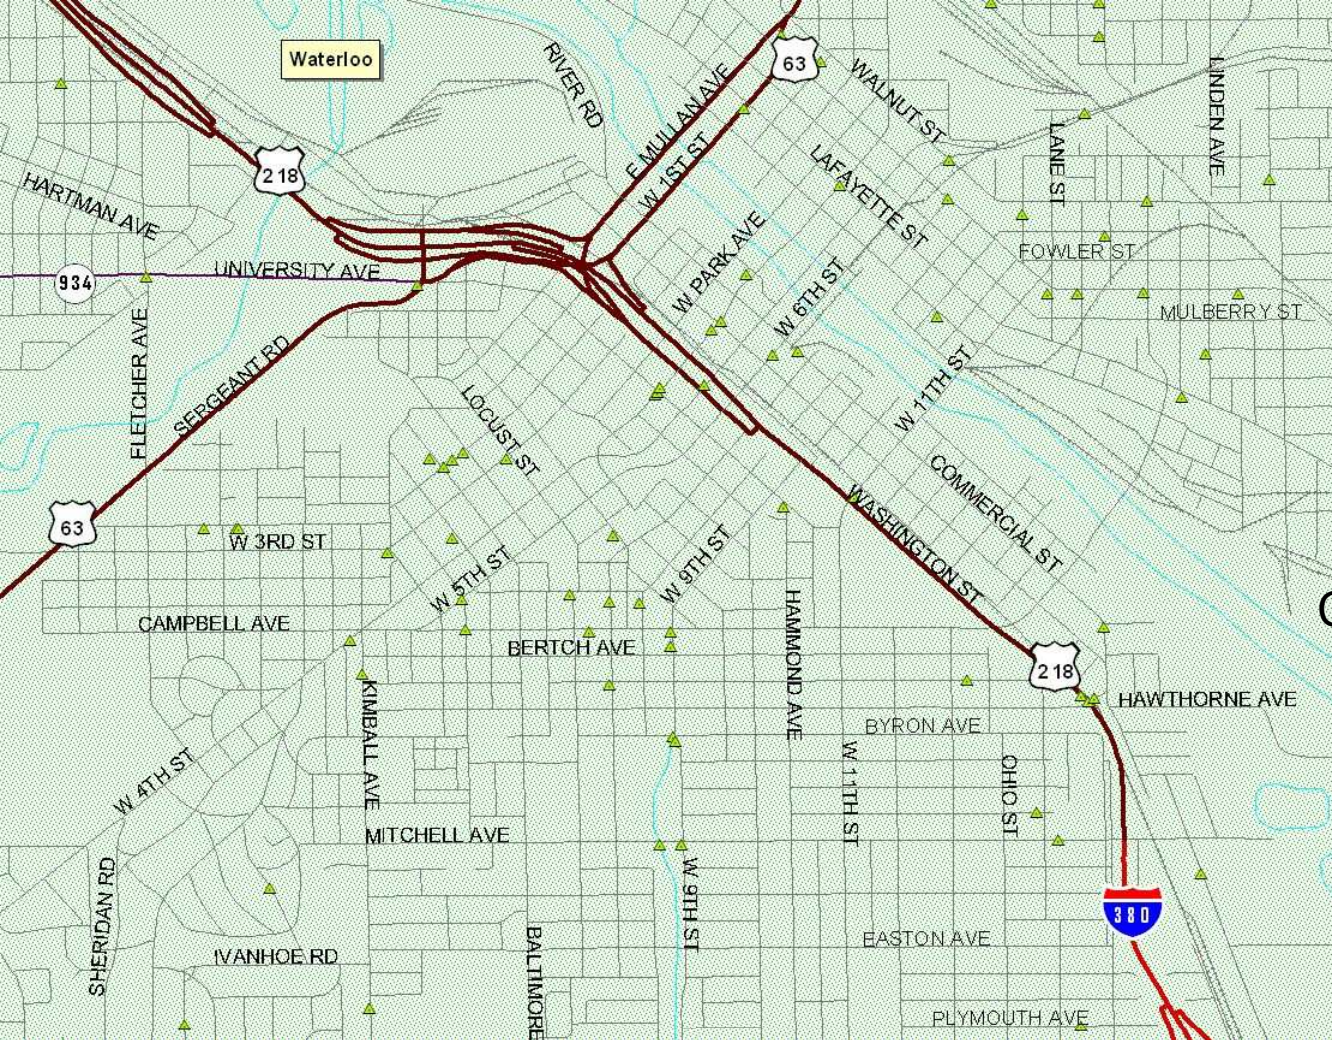 Waterloo
63
RIVER RD
E MULLAN AVE
W 1ST ST
WALNUT ST
LINDEN AVE
LANE ST
LAFAYETTE ST
218
HARTMAN AVE
W PARK AVE
FOWLER ST
UNIVERSITY AVE
934
W 6TH ST
MULBERRY ST
FLETCHER AVE
SERGEANT RD
LOCUST ST
W 11TH ST
COMMERCIAL ST
WASHINGTON ST
63
W 3RD ST
W 5TH ST
W 9TH ST
CAMPBELL AVE
BERTCH AVE
HAMMOND AVE
218
HAWTHORNE AVE
KIMBALL AVE
BYRON AVE
W 4TH ST
W 11TH ST
OHIO ST
MITCHELL AVE
SHERIDAN RD
W 9TH ST
380
IVANHOE RD
BALTIMORE
EASTON AVE
PLYMOUTH AVE